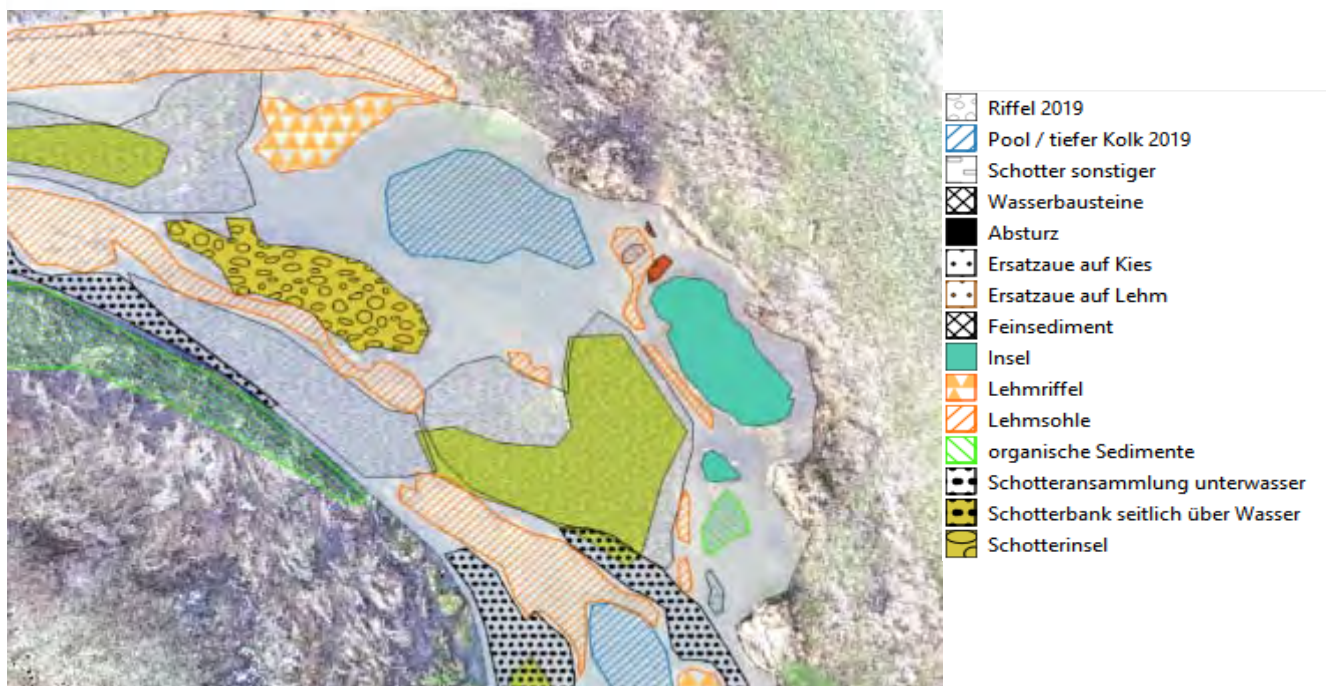 Riffel 2019
Pool / tiefer Kolk 2019
Schotter sonstiger
Wasserbausteine
Absturz
Ersatzaue auf Kies
Ersatzaue auf Lehm
Feinsediment
Insel
Lehmriffel
Lehmsohle
organische Sedimente
Schotteransammlung unterwasser
Schotterbank seitlich über Wasser
Schotterinsel